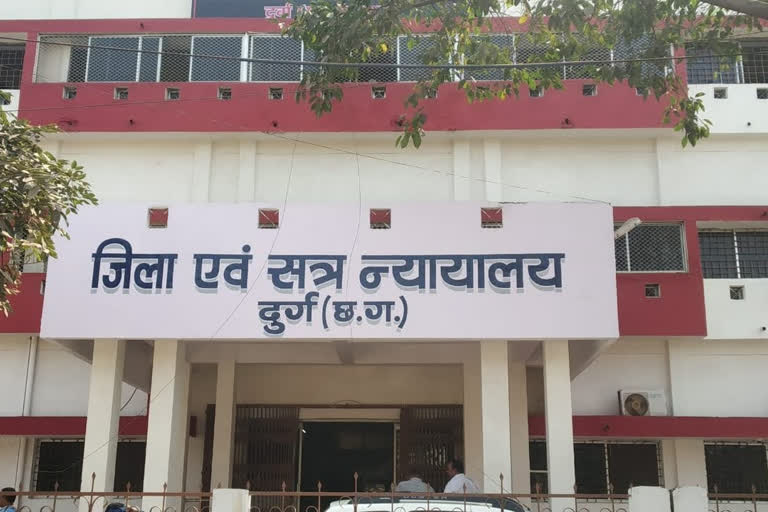 जिला एवं सत्र न्यायालय
दुर्ग (छ.ग.)